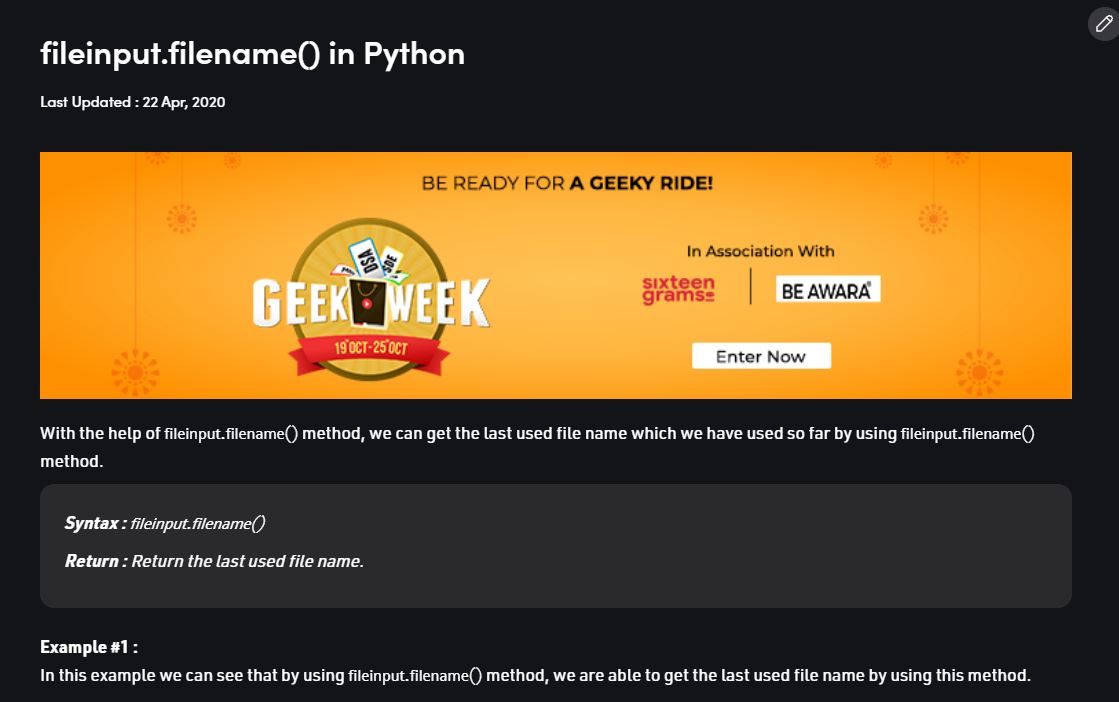 fileinput.filename() in Python
Last Updated : 22 Apr, 2020
BE READY FOR A GEEKY RIDE!
DSA
SDE
GEEK WEEK
19 OCT-25 OCT
In Association With
sixteen
grams
BE AWARA
Enter Now
With the help of fileinput.filename() method, we can get the last used file name which we have used so far by using fileinput.filename()
method.
Syntax : fileinput.filename()
Return : Return the last used file name.
Example #1 :
In this example we can see that by using fileinput.filename() method, we are able to get the last used file name by using this method.